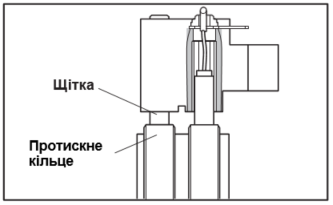 Щітка
Протискне
кільце